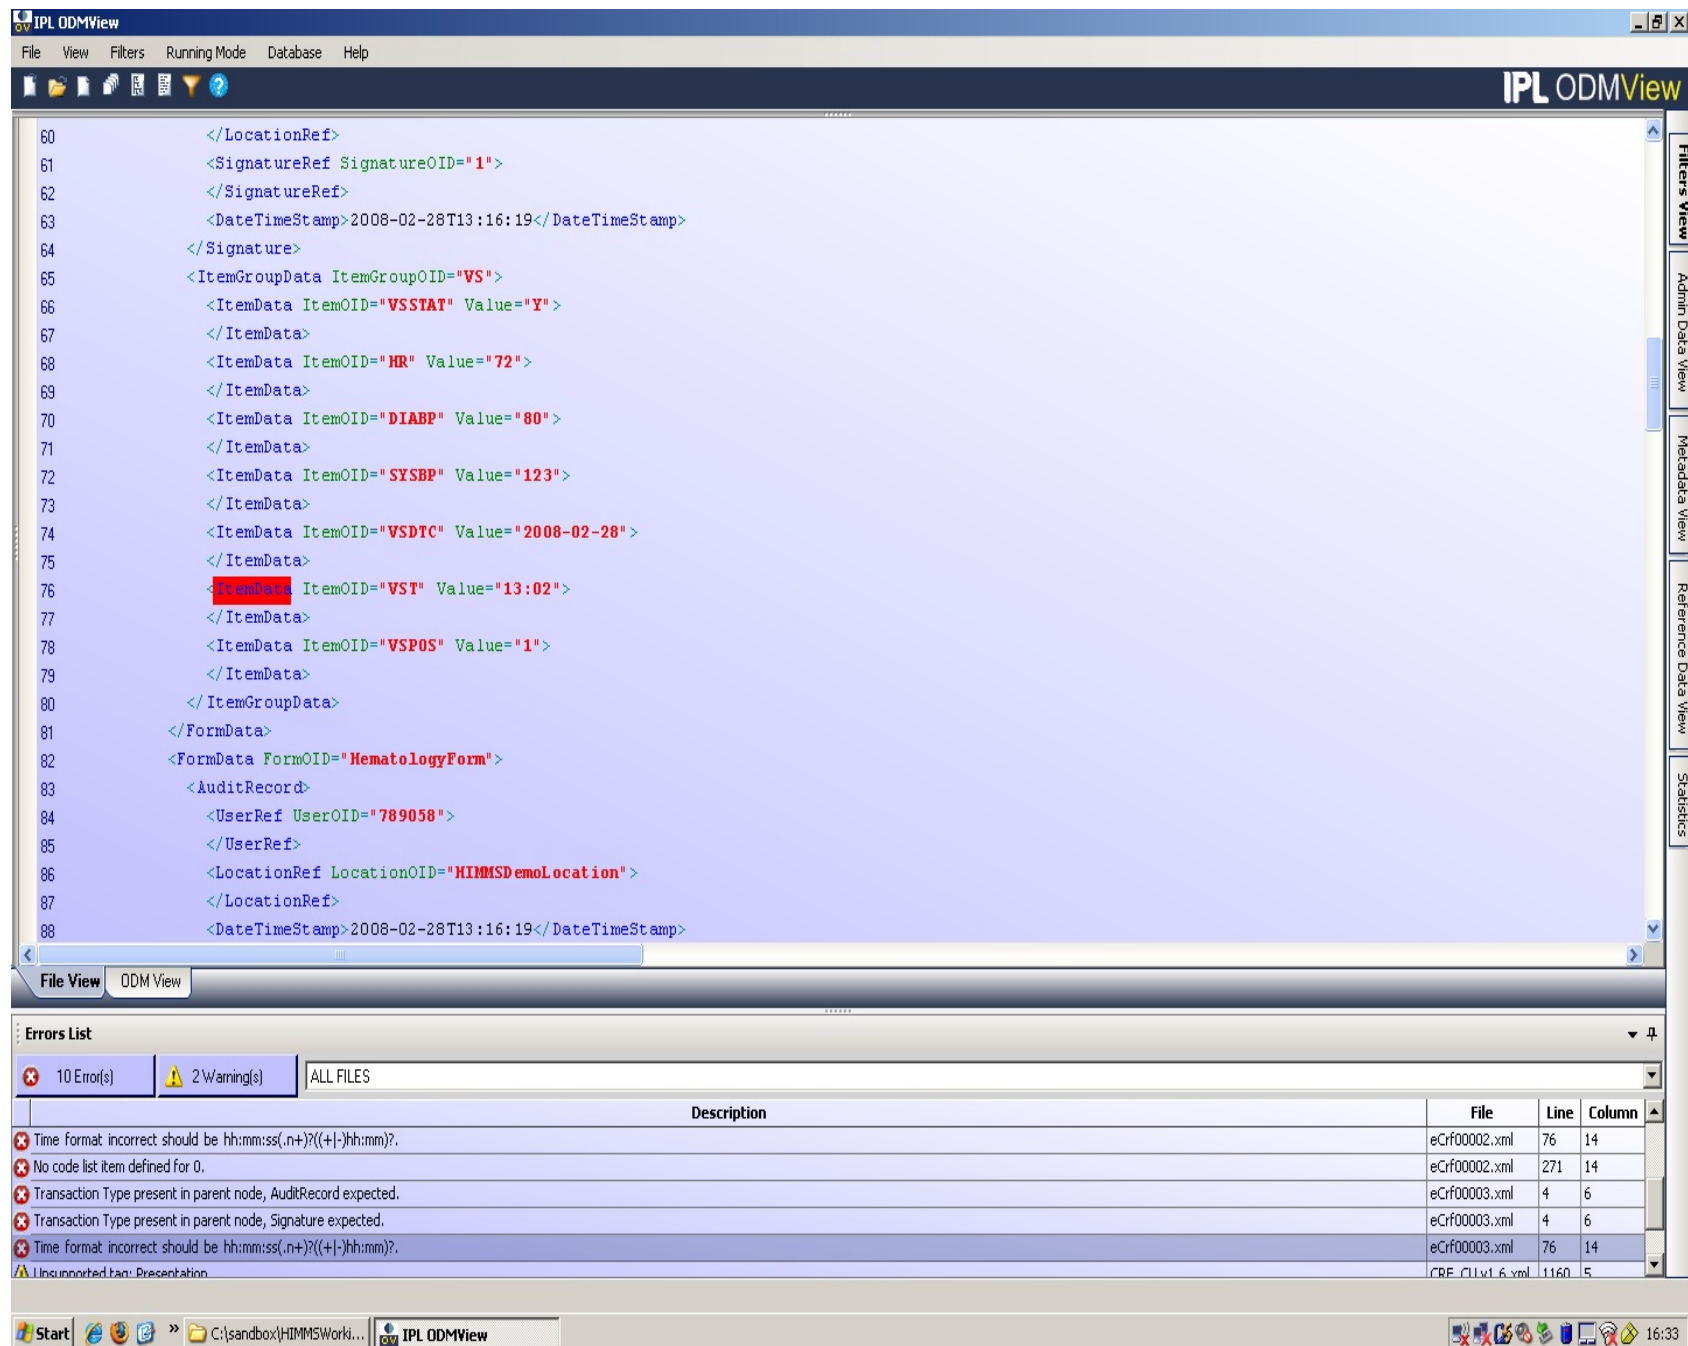 IPL ODMView
File View Filters Running Mode Database Help
IPL ODMView
60 </LocationRef>
61 <SignatureRef SignatureOID="1">
62 </SignatureRef>
63 <DateTimeStamp>2008-02-28T13:16:19</DateTimeStamp>
64 </Signature>
65 <ItemGroupData ItemGroupOID="VS">
66 <ItemData ItemOID="VSSTAT" Value="Y">
67 </ItemData>
68 <ItemData ItemOID="HR" Value="72">
69 </ItemData>
70 <ItemData ItemOID="DIABP" Value="80">
71 </ItemData>
72 <ItemData ItemOID="SYSBP" Value="123">
73 </ItemData>
74 <ItemData ItemOID="VSDTC" Value="2008-02-28">
75 </ItemData>
76 <ItemData ItemOID="VST" Value="13:02">
77 </ItemData>
78 <ItemData ItemOID="VSPOS" Value="1">
79 </ItemData>
80 </ItemGroupData>
81 </FormData>
82 <FormData FormOID="HematologyForm">
83 <AuditRecord>
84 <UserRef UserOID="789058">
85 </UserRef>
86 <LocationRef LocationOID="HIMMSDemoLocation">
87 </LocationRef>
88 <DateTimeStamp>2008-02-28T13:16:19</DateTimeStamp>
Filters View
Admin Data View
Metadata View
Reference Data View
Statistics
File View ODM View
Errors List
10 Error(s) 2 Warning(s) ALL FILES
Description File Line Column
Time format incorrect should be hh:mm:ss(.n+)?((+|-)hh:mm)?. eCrf00002.xml 76 14
No code list item defined for 0. eCrf00002.xml 271 14
Transaction Type present in parent node, AuditRecord expected. eCrf00003.xml 4 6
Transaction Type present in parent node, Signature expected. eCrf00003.xml 4 6
Time format incorrect should be hh:mm:ss(.n+)?((+|-)hh:mm)?. eCrf00003.xml 76 14
Unsupported tag: Presentation CRF_CU v1_6.xml 1160 5
Start » C:\sandbox\HIMMSWorki... IPL ODMView 16:33